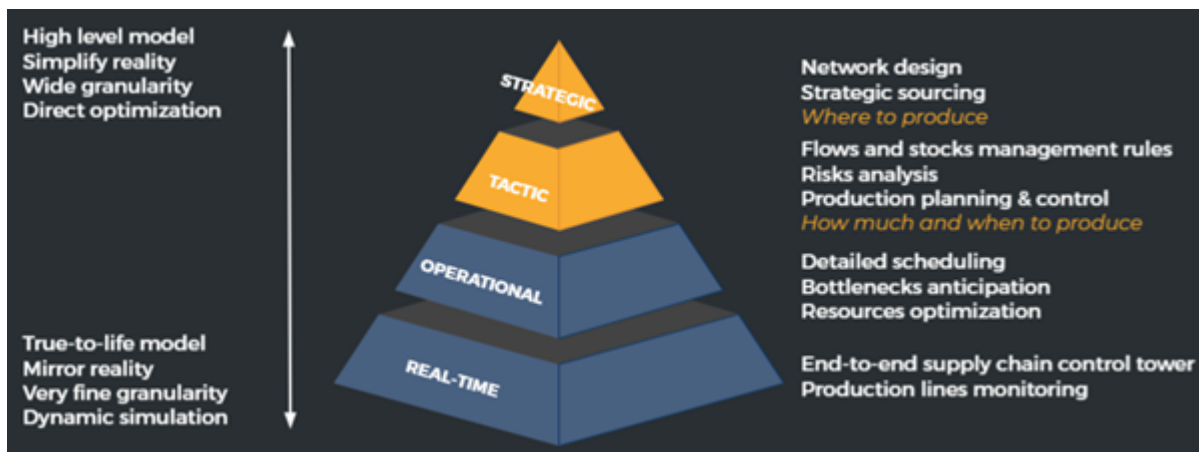 High level model
Simplify reality
Wide granularity
Direct optimization
True-to-life model
Mirror reality
Very fine granularity
Dynamic simulation
STRATEGIC
TACTIC
OPERATIONAL
REAL-TIME
Network design
Strategic sourcing
Where to produce
Flows and stocks management rules
Risks analysis
Production planning & control
How much and when to produce
Detailed scheduling
Bottlenecks anticipation
Resources optimization
End-to-end supply chain control tower
Production lines monitoring